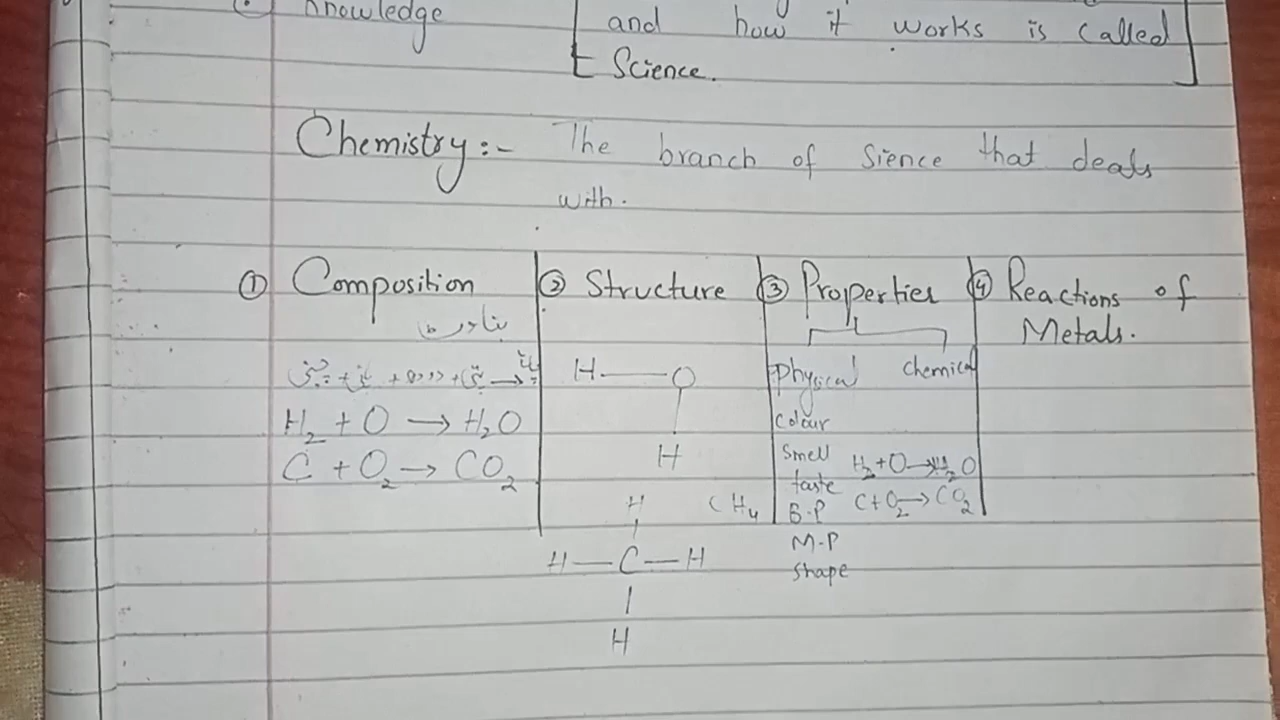 Knowledge
and how it works is called
Science.
Chemistry :- The branch of Sience that deals
with.
① Composition
بناوٹ
H₂ + O → H₂O
C + O₂ → CO₂
② Structure
H — O
H
H CH₄
H — C — H
H
③ Properties
Physical chemical
Colour
Smell H₂+O→H₂O
taste C+O₂→CO₂
B.P
M.P
Shape
④ Reactions of
Metals.